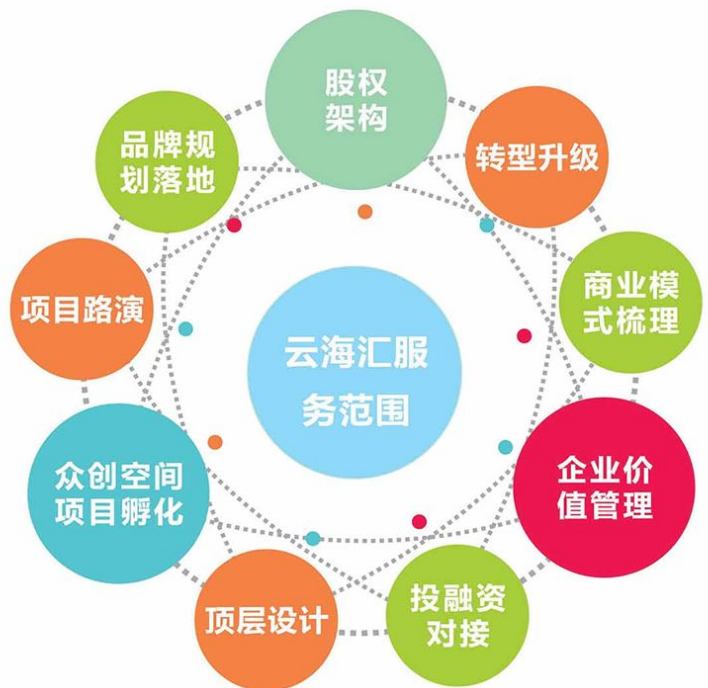 股权
架构
转型升级
商业模
式梳理
企业价
值管理
投融资
对接
顶层设计
众创空间
项目孵化
项目路演
品牌规
划落地
云海汇服
务范围